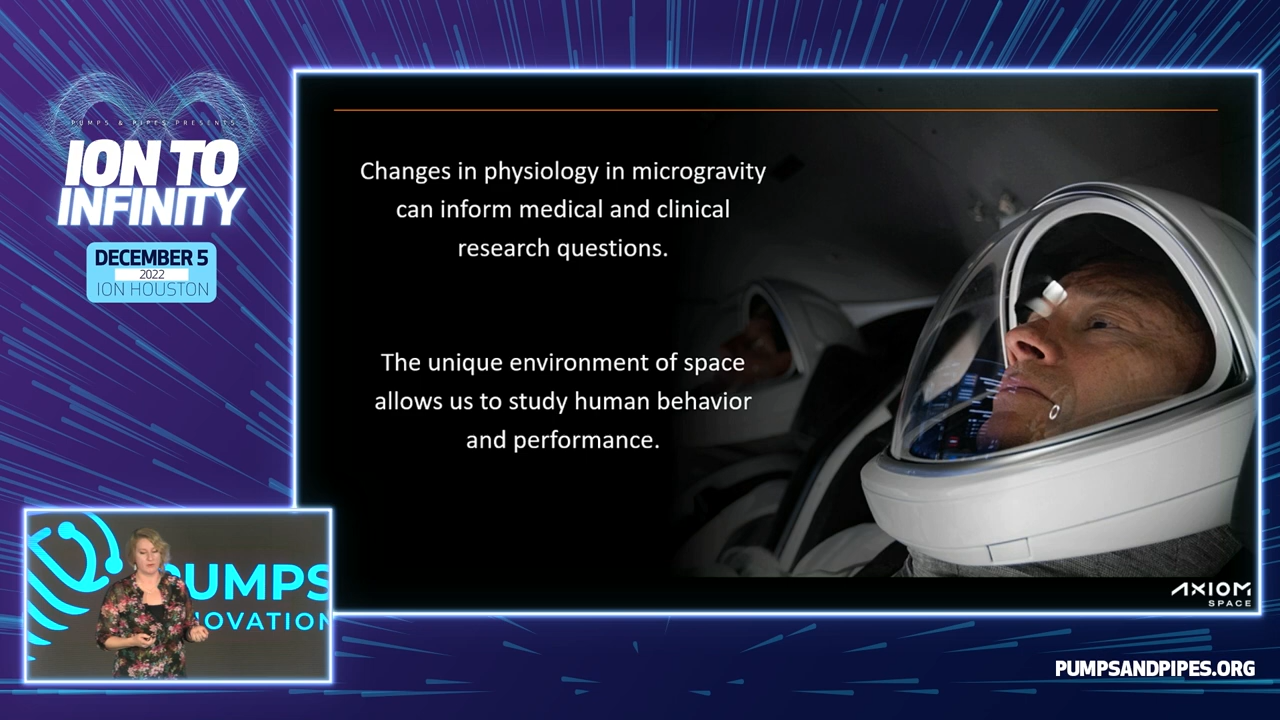 PUMPS & PIPES PRESENTS
ION TO
INFINITY
DECEMBER 5
2022
ION HOUSTON
Changes in physiology in microgravity
can inform medical and clinical
research questions.
The unique environment of space
allows us to study human behavior
and performance.
AXIOM
SPACE
PUMPS
NOVATION
PUMPSANDPIPES.ORG